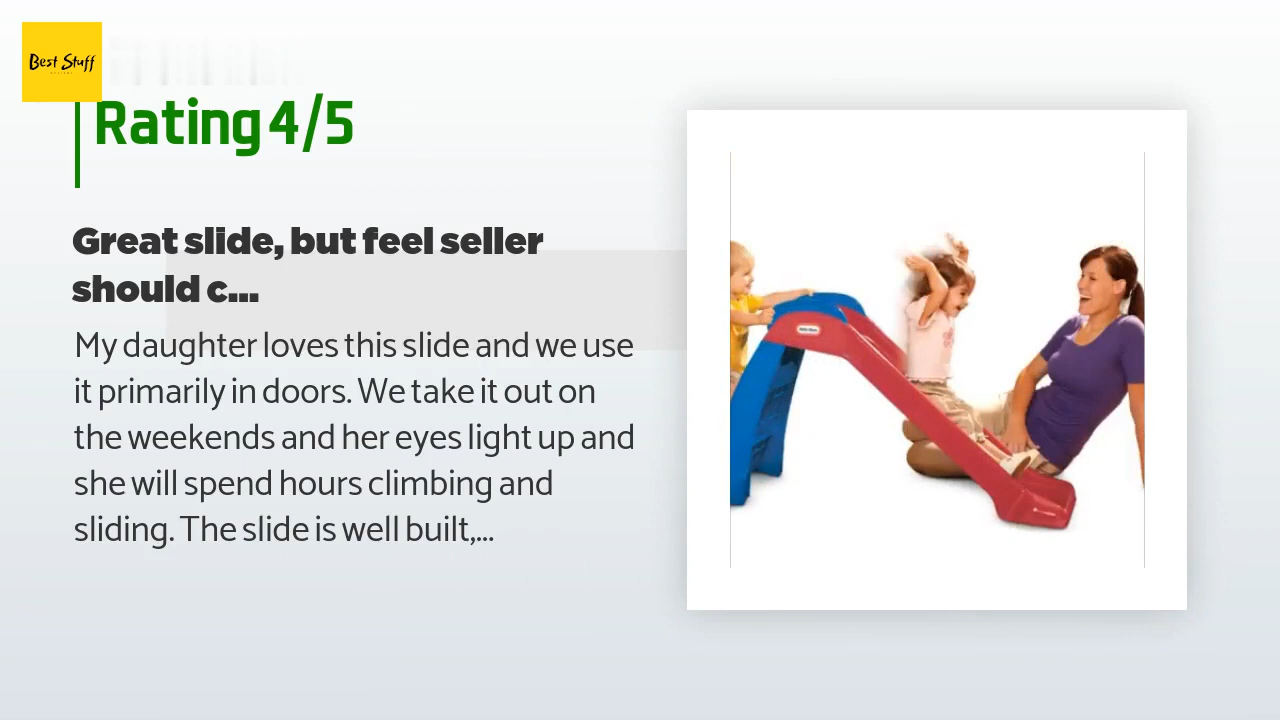 Best Stuff
Rating 4/5
Great slide, but feel seller
should c...
My daughter loves this slide and we use
it primarily in doors. We take it out on
the weekends and her eyes light up and
she will spend hours climbing and
sliding. The slide is well built,...